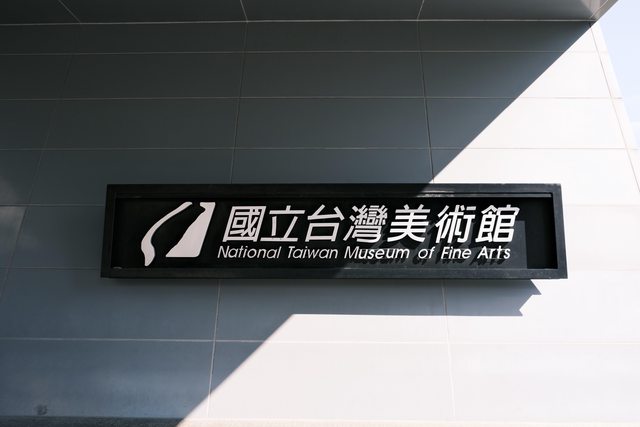 國立台灣美術館
National Taiwan Museum of Fine Arts